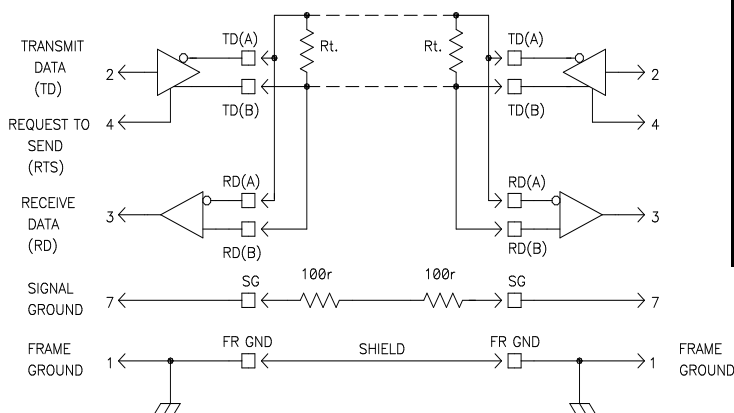 TRANSMIT
DATA
(TD)
2
TD(A)
Rt.
Rt.
TD(A)
2
TD(B)
TD(B)
REQUEST TO
SEND
(RTS)
4
4
RECEIVE
DATA
(RD)
3
RD(A)
RD(A)
3
RD(B)
RD(B)
SIGNAL
GROUND
7
SG
100r
100r
SG
7
FRAME
GROUND
1
FR GND
SHIELD
FR GND
1
FRAME
GROUND